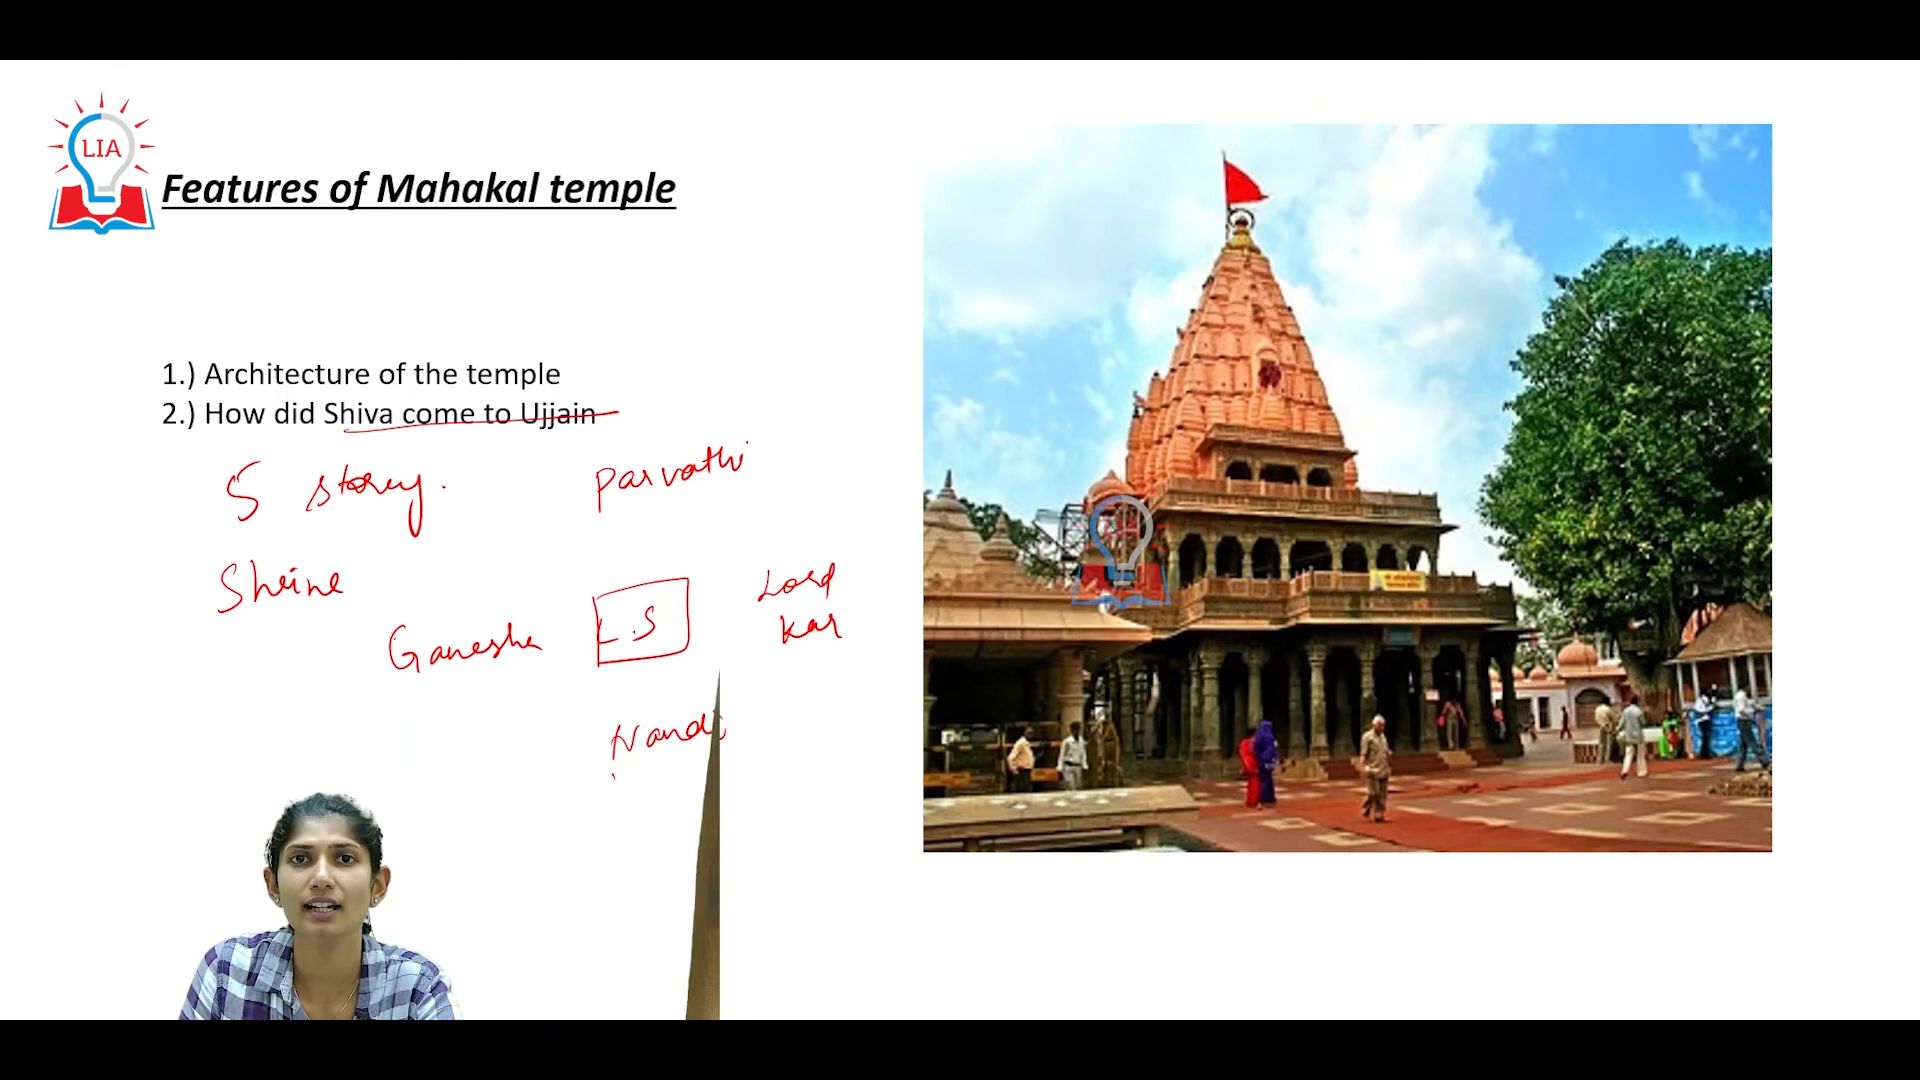 LIA
Features of Mahakal temple
1.) Architecture of the temple
2.) How did Shiva come to Ujjain
5 storey.
Parvathi
Shrine
Lord
Kar
L.S
Ganesha
Nandi